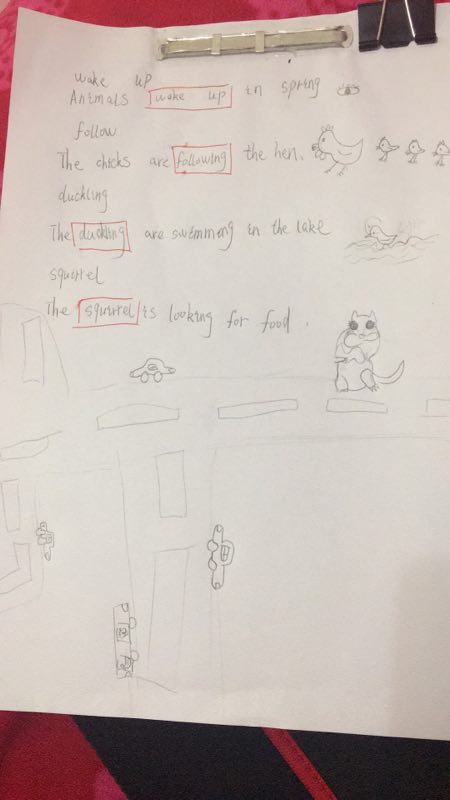 wake up
Animals wake up in spring
follow
The chicks are following the hen.
duckling
The duckling are swimmong in the lake
squirrel
The squirrel is looking for food.